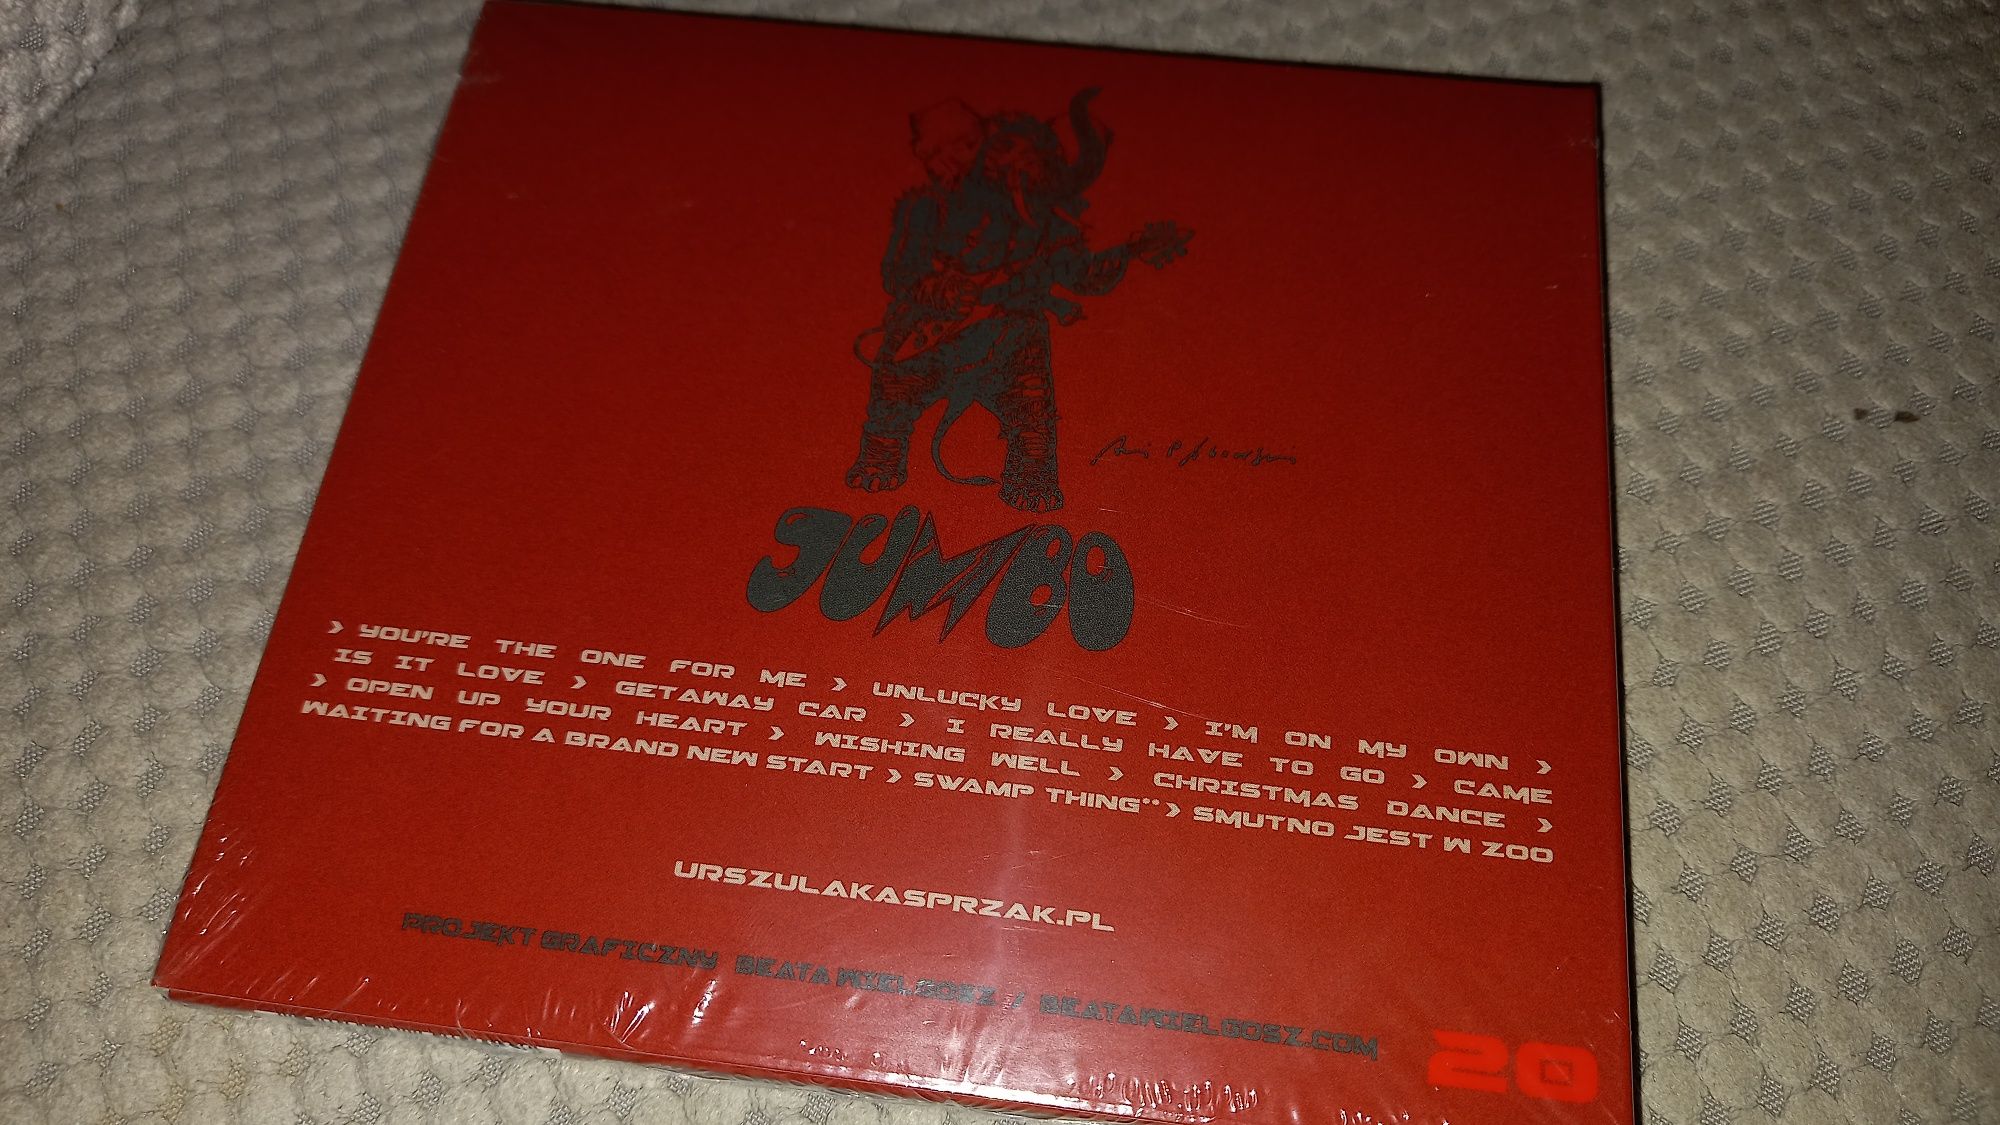 JUMBO
> YOU'RE THE ONE FOR ME > UNLUCKY LOVE > I'M ON MY OWN >
IS IT LOVE > GETAWAY CAR > I REALLY HAVE TO GO > CAME
> OPEN UP YOUR HEART > WISHING WELL > CHRISTMAS DANCE >
WAITING FOR A BRAND NEW START > SWAMP THING¨ > SMUTNO JEST W ZOO
URSZULAKASPRZAK.PL
PROJEKT GRAFICZNY BEATA WIELGOSZ / BEATAWIELGOSZ.COM
20